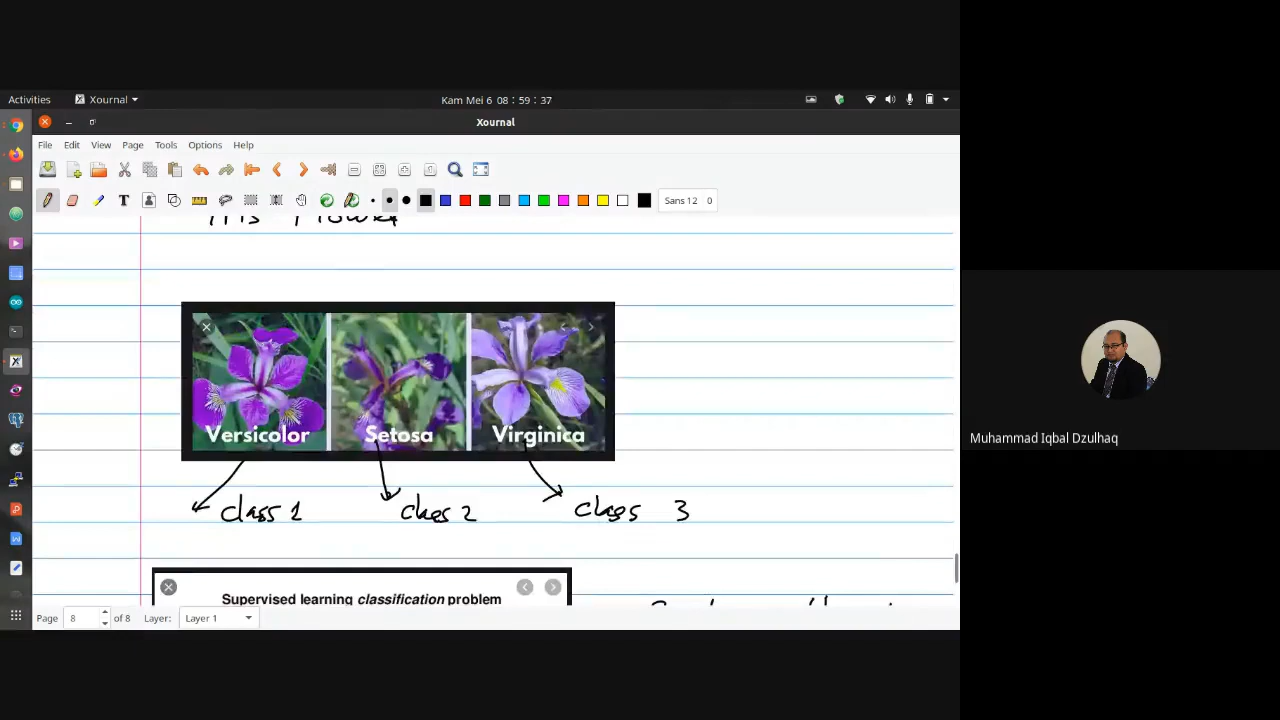 Activities Xournal Kam Mei 6 08 : 59 : 37
Xournal
File Edit View Page Tools Options Help
Sans 12 0
Versicolor Setosa Virginica
class 1 class 2 class 3
Supervised learning classification problem
Page 8 of 8 Layer: Layer 1
Muhammad Iqbal Dzulhaq